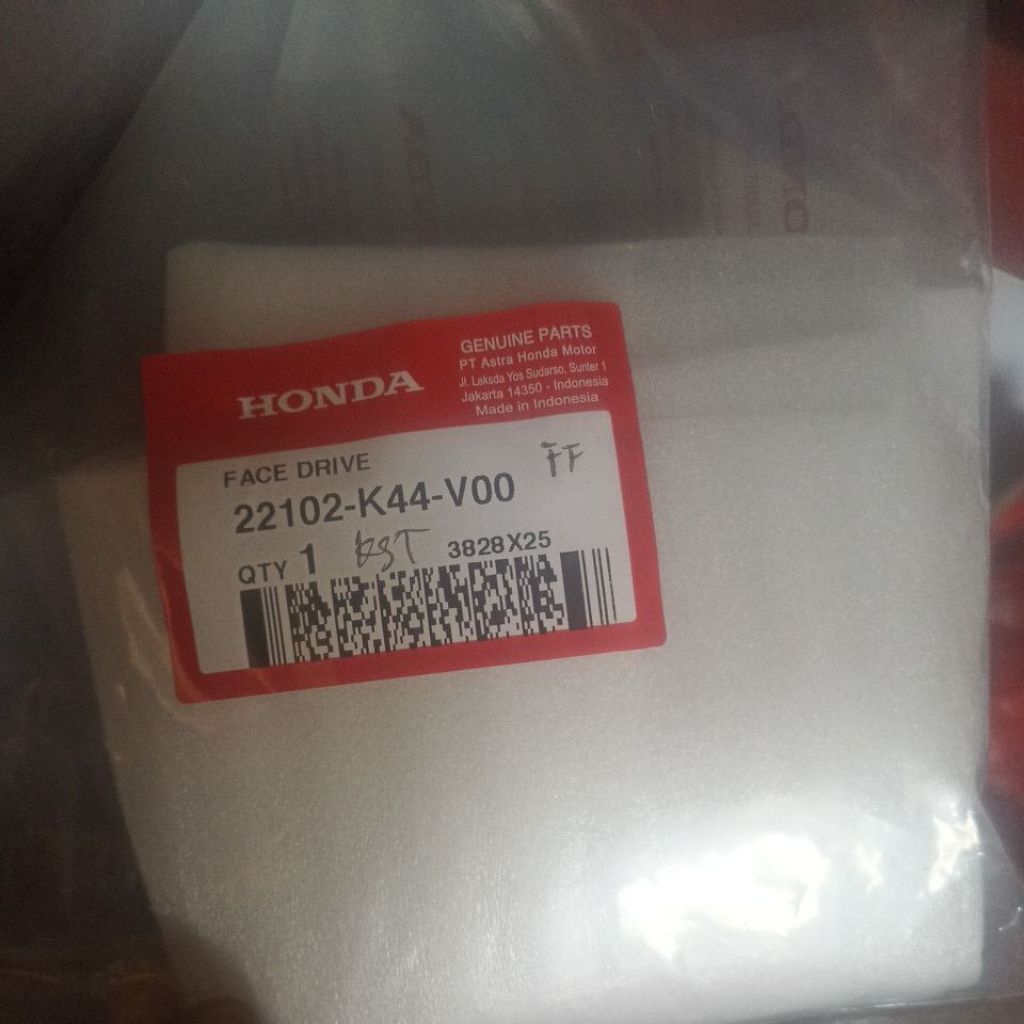 HONDA
GENUINE PARTS
PT Astra Honda Motor
Jl. Laksda Yos Sudarso, Sunter 1
Jakarta 14350 - Indonesia
Made in Indonesia
FACE DRIVE
FF
22102-K44-V00
QTY 1
3828X25